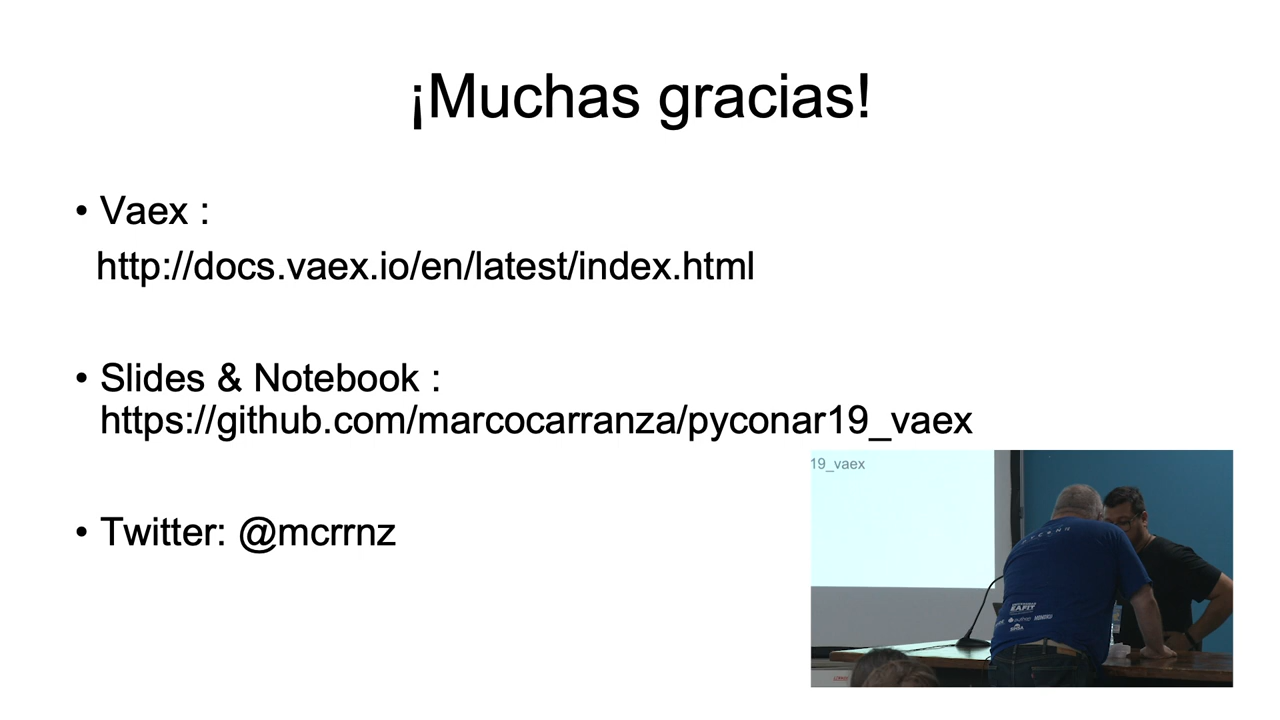 ¡Muchas gracias!
• Vaex :
http://docs.vaex.io/en/latest/index.html
• Slides & Notebook :
https://github.com/marcocarranza/pyconar19_vaex
• Twitter: @mcrrnz
19_vaex